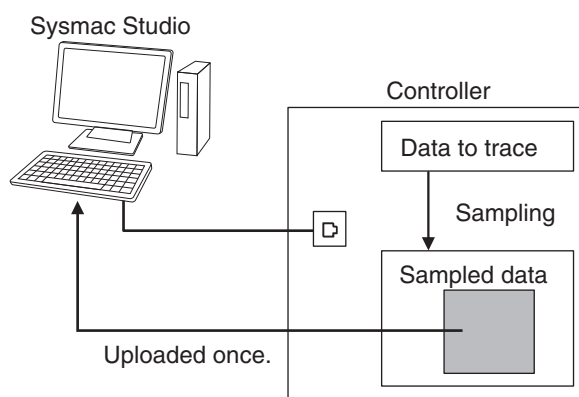 Sysmac Studio
Controller
Data to trace
Sampling
Sampled data
Uploaded once.